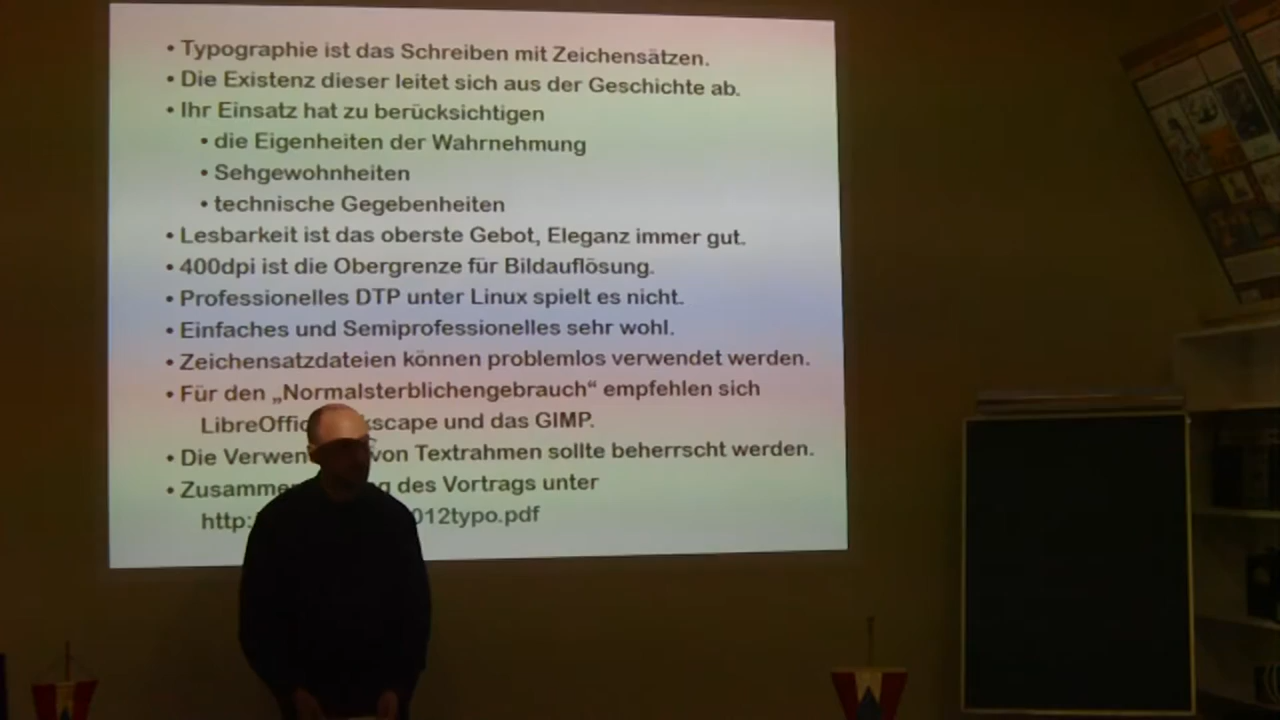 • Typographie ist das Schreiben mit Zeichensätzen.
• Die Existenz dieser leitet sich aus der Geschichte ab.
• Ihr Einsatz hat zu berücksichtigen
• die Eigenheiten der Wahrnehmung
• Sehgewohnheiten
• technische Gegebenheiten
• Lesbarkeit ist das oberste Gebot, Eleganz immer gut.
• 400dpi ist die Obergrenze für Bildauflösung.
• Professionelles DTP unter Linux spielt es nicht.
• Einfaches und Semiprofessionelles sehr wohl.
• Zeichensatzdateien können problemlos verwendet werden.
• Für den „Normalsterblichengebrauch“ empfehlen sich
und das GIMP.
• Die von Textrahmen sollte beherrscht werden.
• des Vortrags unter
http: 012typo.pdf